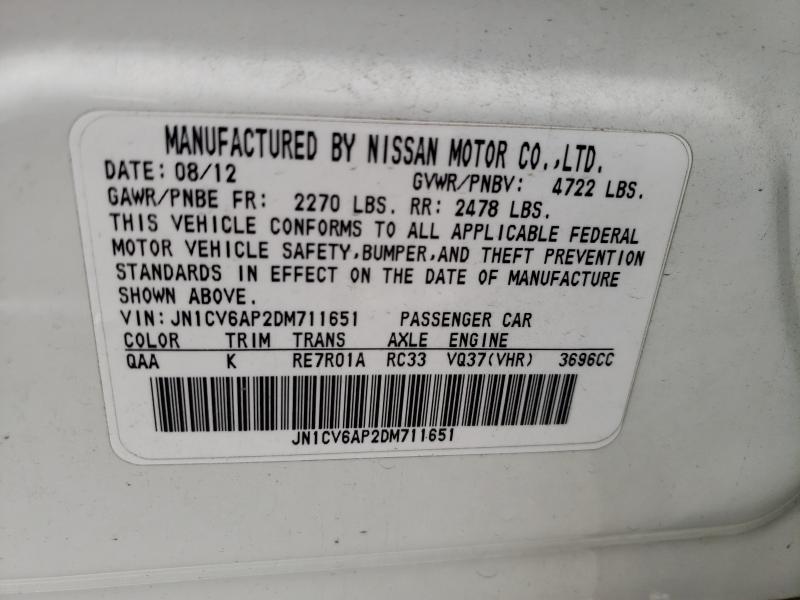 MANUFACTURED BY NISSAN MOTOR CO.,LTD.
DATE: 08/12 GVWR/PNBV: 4722 LBS.
GAWR/PNBE FR: 2270 LBS. RR: 2478 LBS.
THIS VEHICLE CONFORMS TO ALL APPLICABLE FEDERAL
MOTOR VEHICLE SAFETY,BUMPER,AND THEFT PREVENTION
STANDARDS IN EFFECT ON THE DATE OF MANUFACTURE
SHOWN ABOVE.
VIN: JN1CV6AP2DM711651 PASSENGER CAR
COLOR TRIM TRANS AXLE ENGINE
QAA K RE7R01A RC33 VQ37(VHR) 3696CC
JN1CV6AP2DM711651